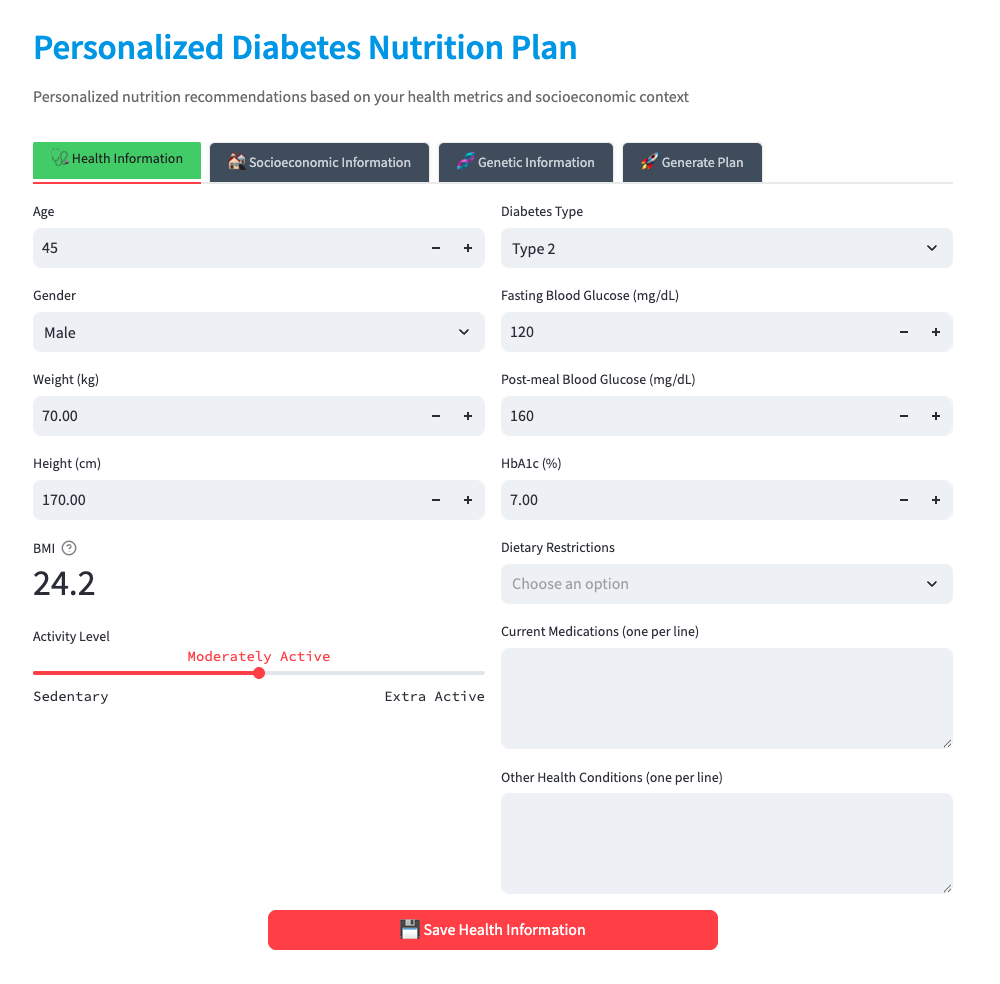 Personalized Diabetes Nutrition Plan
Personalized nutrition recommendations based on your health metrics and socioeconomic context
Health Information
Socioeconomic Information
Genetic Information
Generate Plan
Age
45
Gender
Male
Weight (kg)
70.00
Height (cm)
170.00
BMI
24.2
Activity Level
Moderately Active
Sedentary
Extra Active
Diabetes Type
Type 2
Fasting Blood Glucose (mg/dL)
120
Post-meal Blood Glucose (mg/dL)
160
HbA1c (%)
7.00
Dietary Restrictions
Choose an option
Current Medications (one per line)
Other Health Conditions (one per line)
Save Health Information